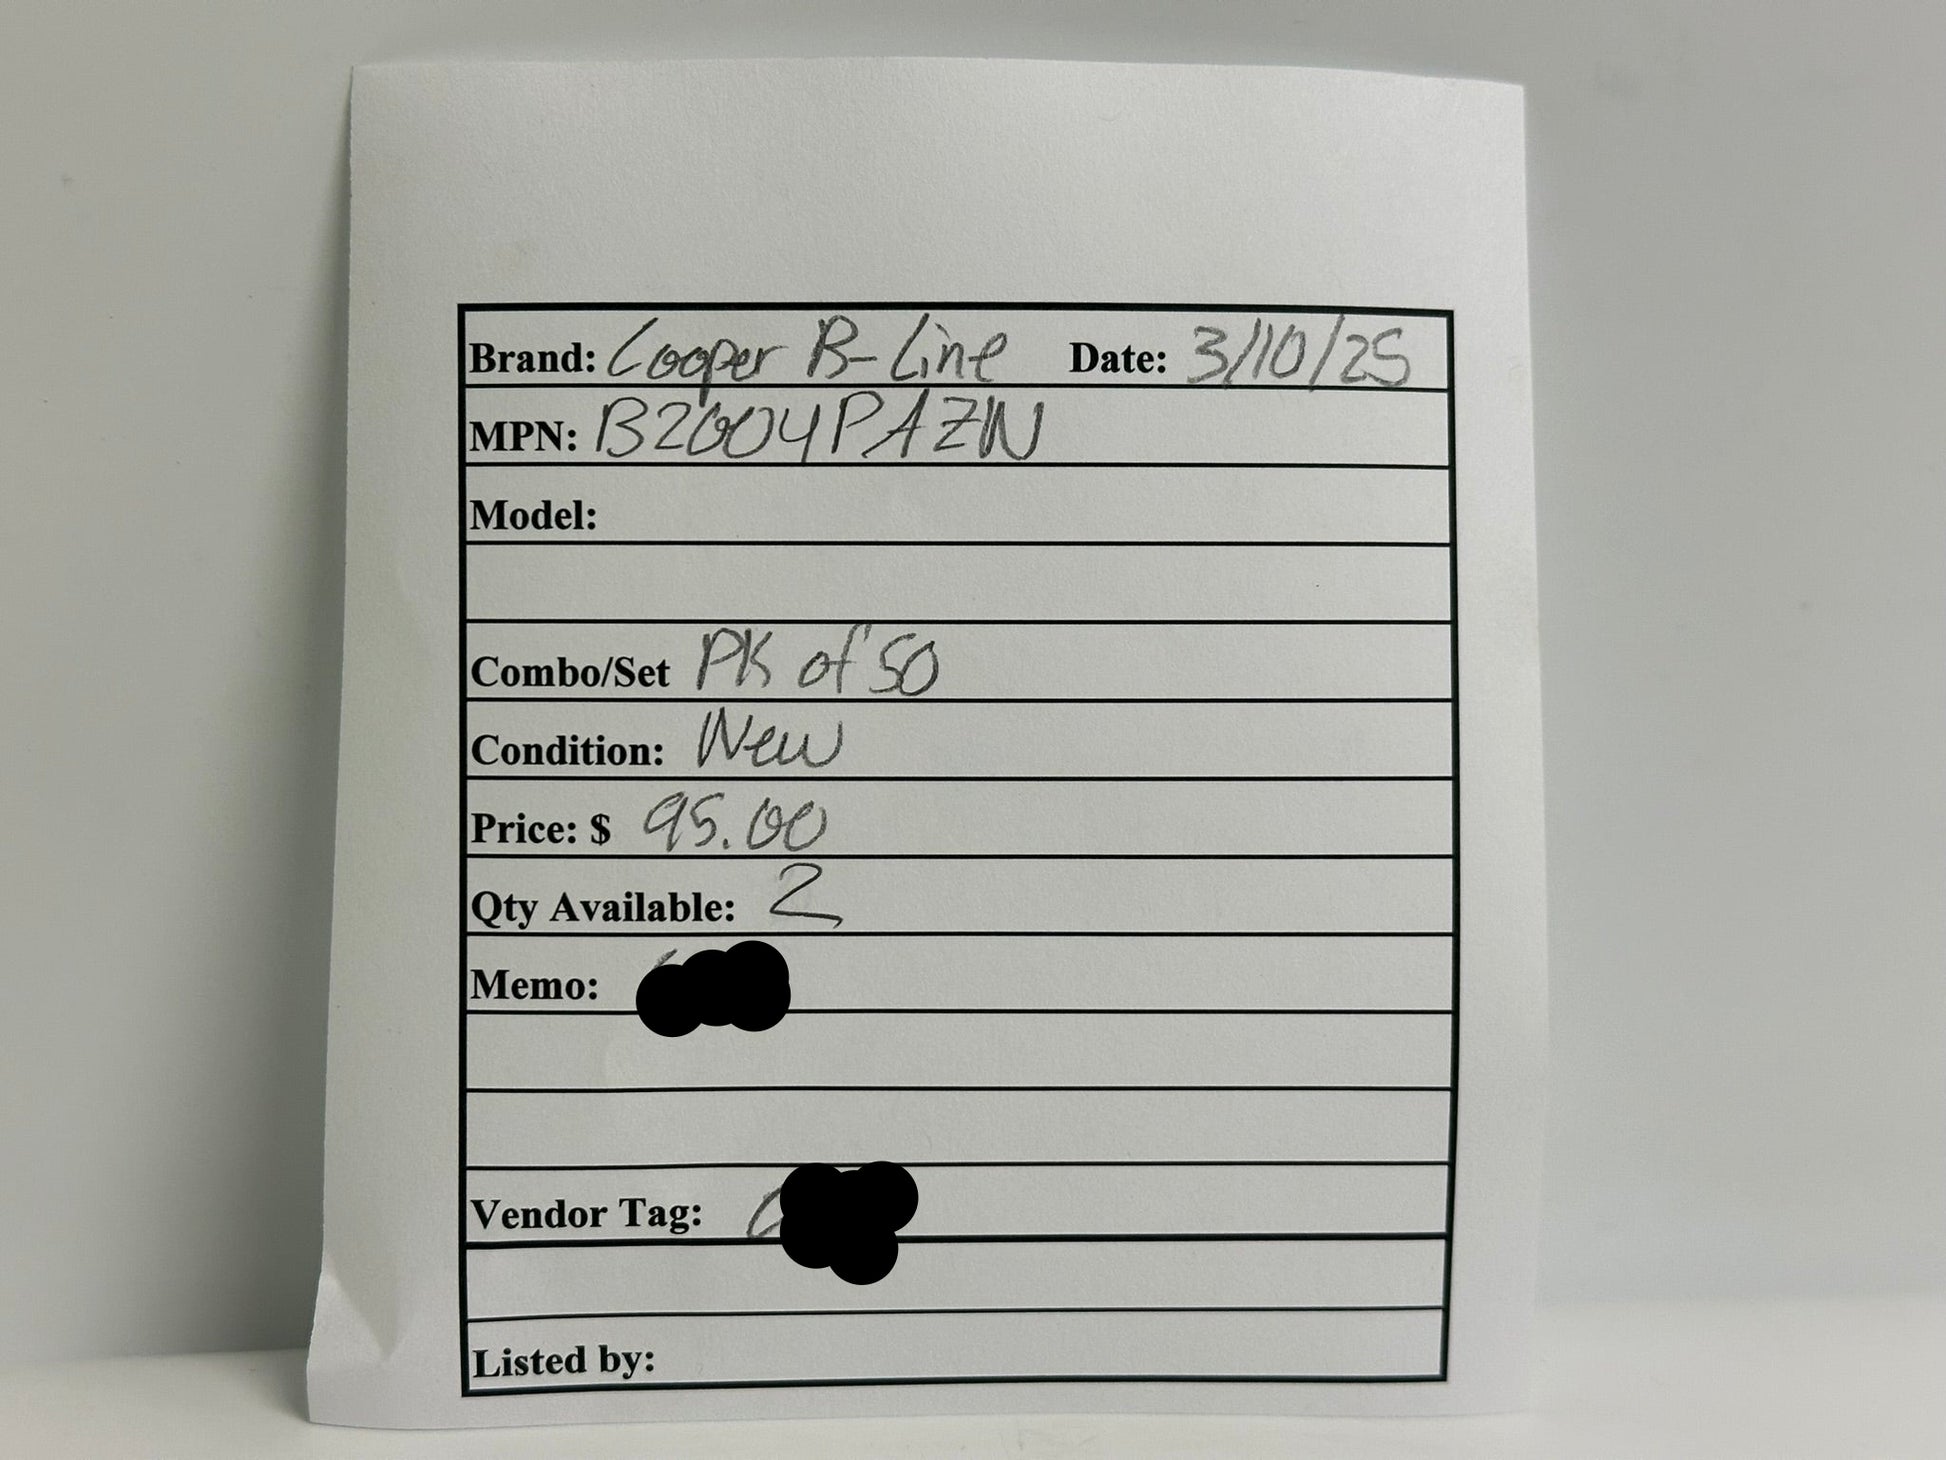 Brand: Cooper B-Line Date: 3/10/25
MPN: B2004PAZN
Model:
Combo/Set PK of 50
Condition: New
Price: $ 95.00
Qty Available: 2
Memo:
Vendor Tag:
Listed by: